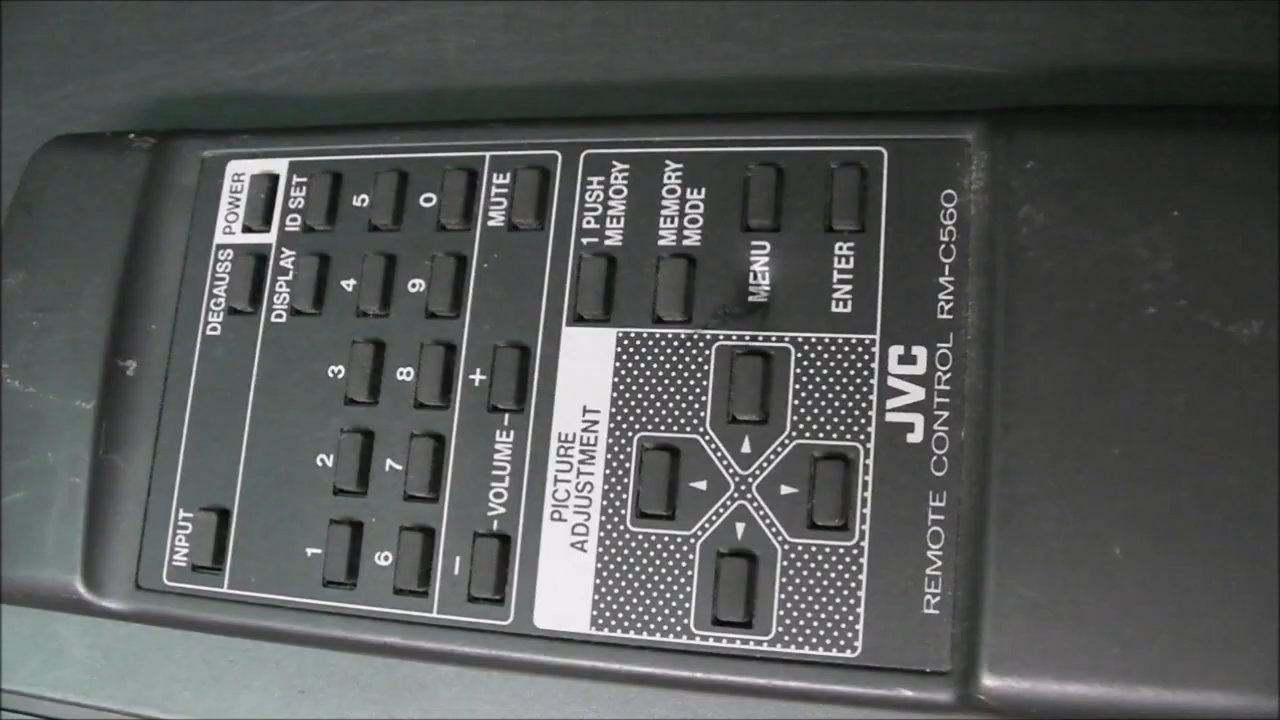 POWER
DEGAUSS
INPUT
ID SET
DISPLAY
1 2 3 4 5
6 7 8 9 0
MUTE
- VOLUME +
PICTURE
ADJUSTMENT
1 PUSH
MEMORY
MEMORY
MODE
MENU
ENTER
JVC
REMOTE CONTROL RM-C560